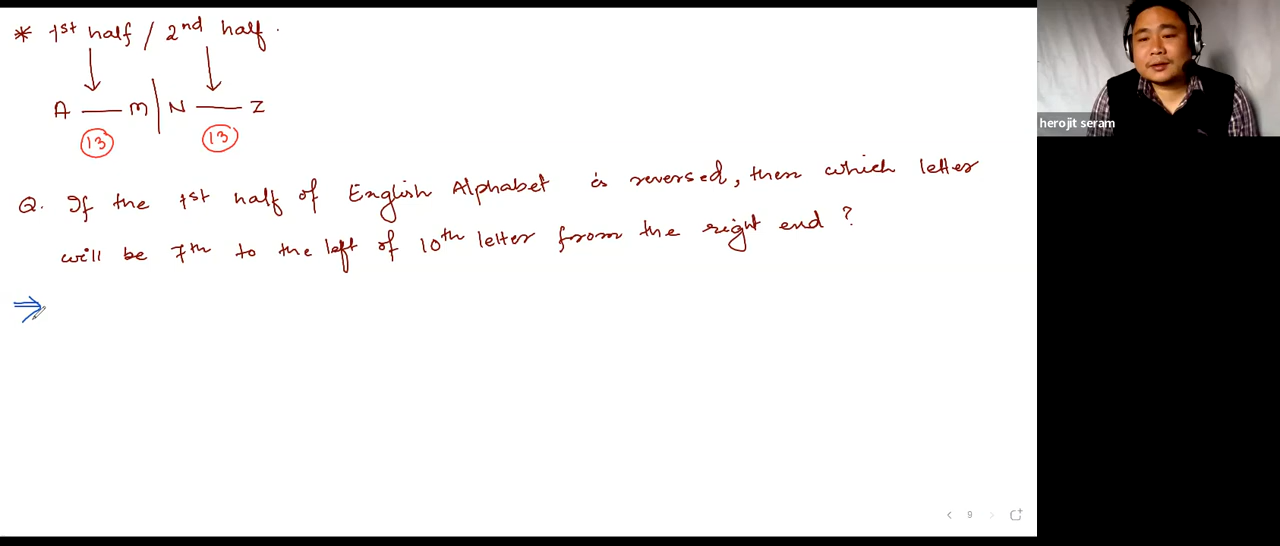 * 1st half / 2nd half.
A — M | N — Z
13 13
Q. If the 1st half of English Alphabet is reversed, then which letter
will be 7th to the left of 10th letter from the right end ?
⇒
herojit seram
9